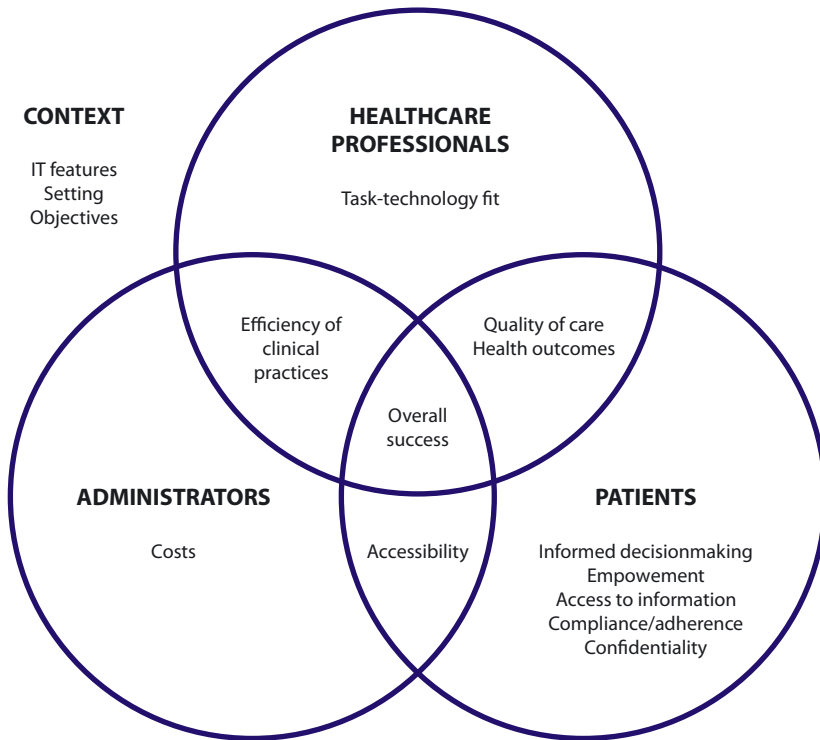 CONTEXT
IT features
Setting
Objectives
HEALTHCARE
PROFESSIONALS
Task-technology fit
Efficiency of
clinical
practices
Quality of care
Health outcomes
Overall
success
ADMINISTRATORS
Costs
Accessibility
PATIENTS
Informed decisionmaking
Empowement
Access to information
Compliance/adherence
Confidentiality